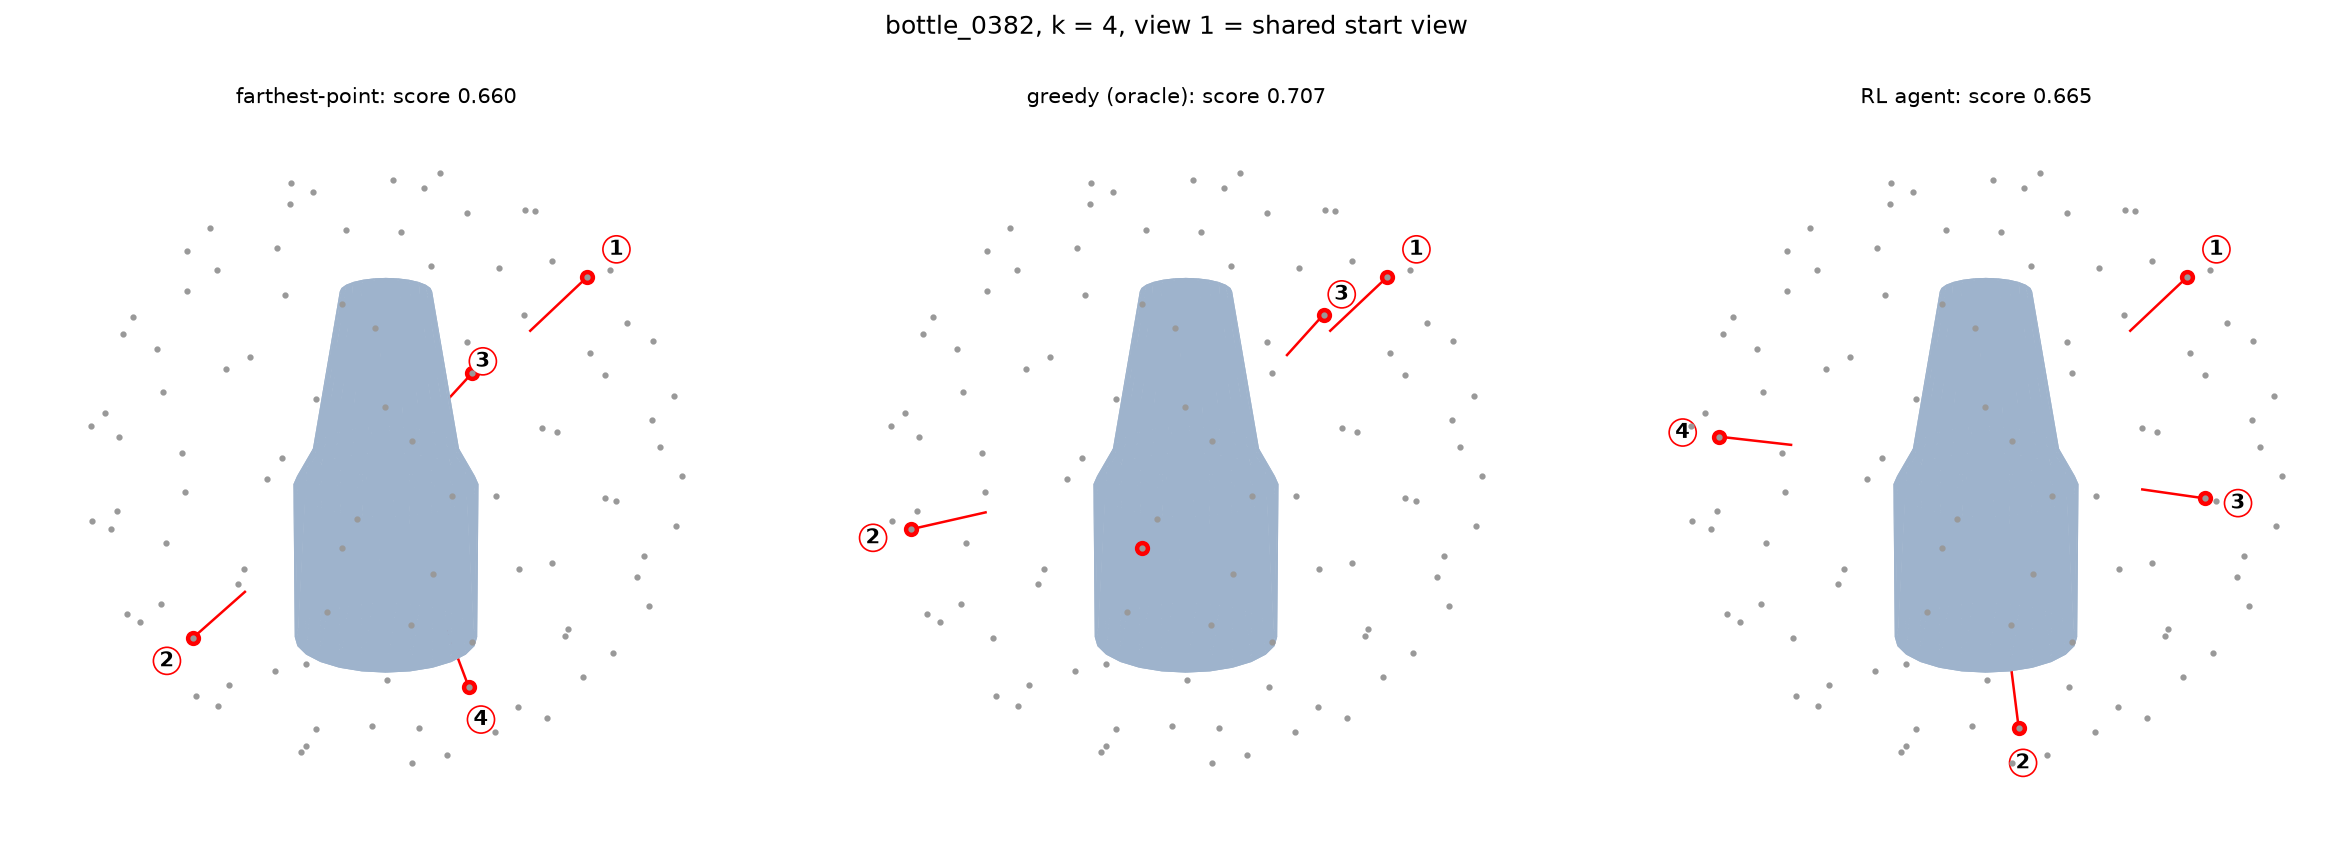 bottle_0382, k = 4, view 1 = shared start view
farthest-point: score 0.660
greedy (oracle): score 0.707
RL agent: score 0.665
1
3
2
4
1
3
2
1
4
3
2